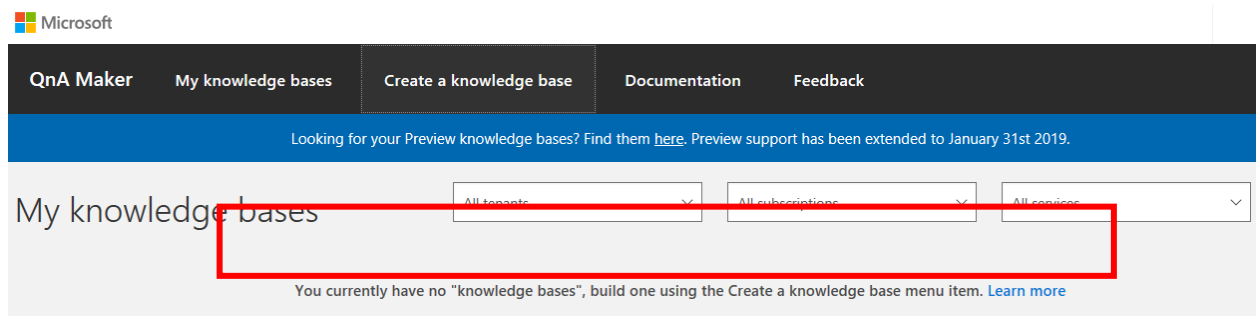 Microsoft
QnA Maker My knowledge bases Create a knowledge base Documentation Feedback
Looking for your Preview knowledge bases? Find them here. Preview support has been extended to January 31st 2019.
My knowledge bases All tenants All subscriptions All services
You currently have no "knowledge bases", build one using the Create a knowledge base menu item. Learn more